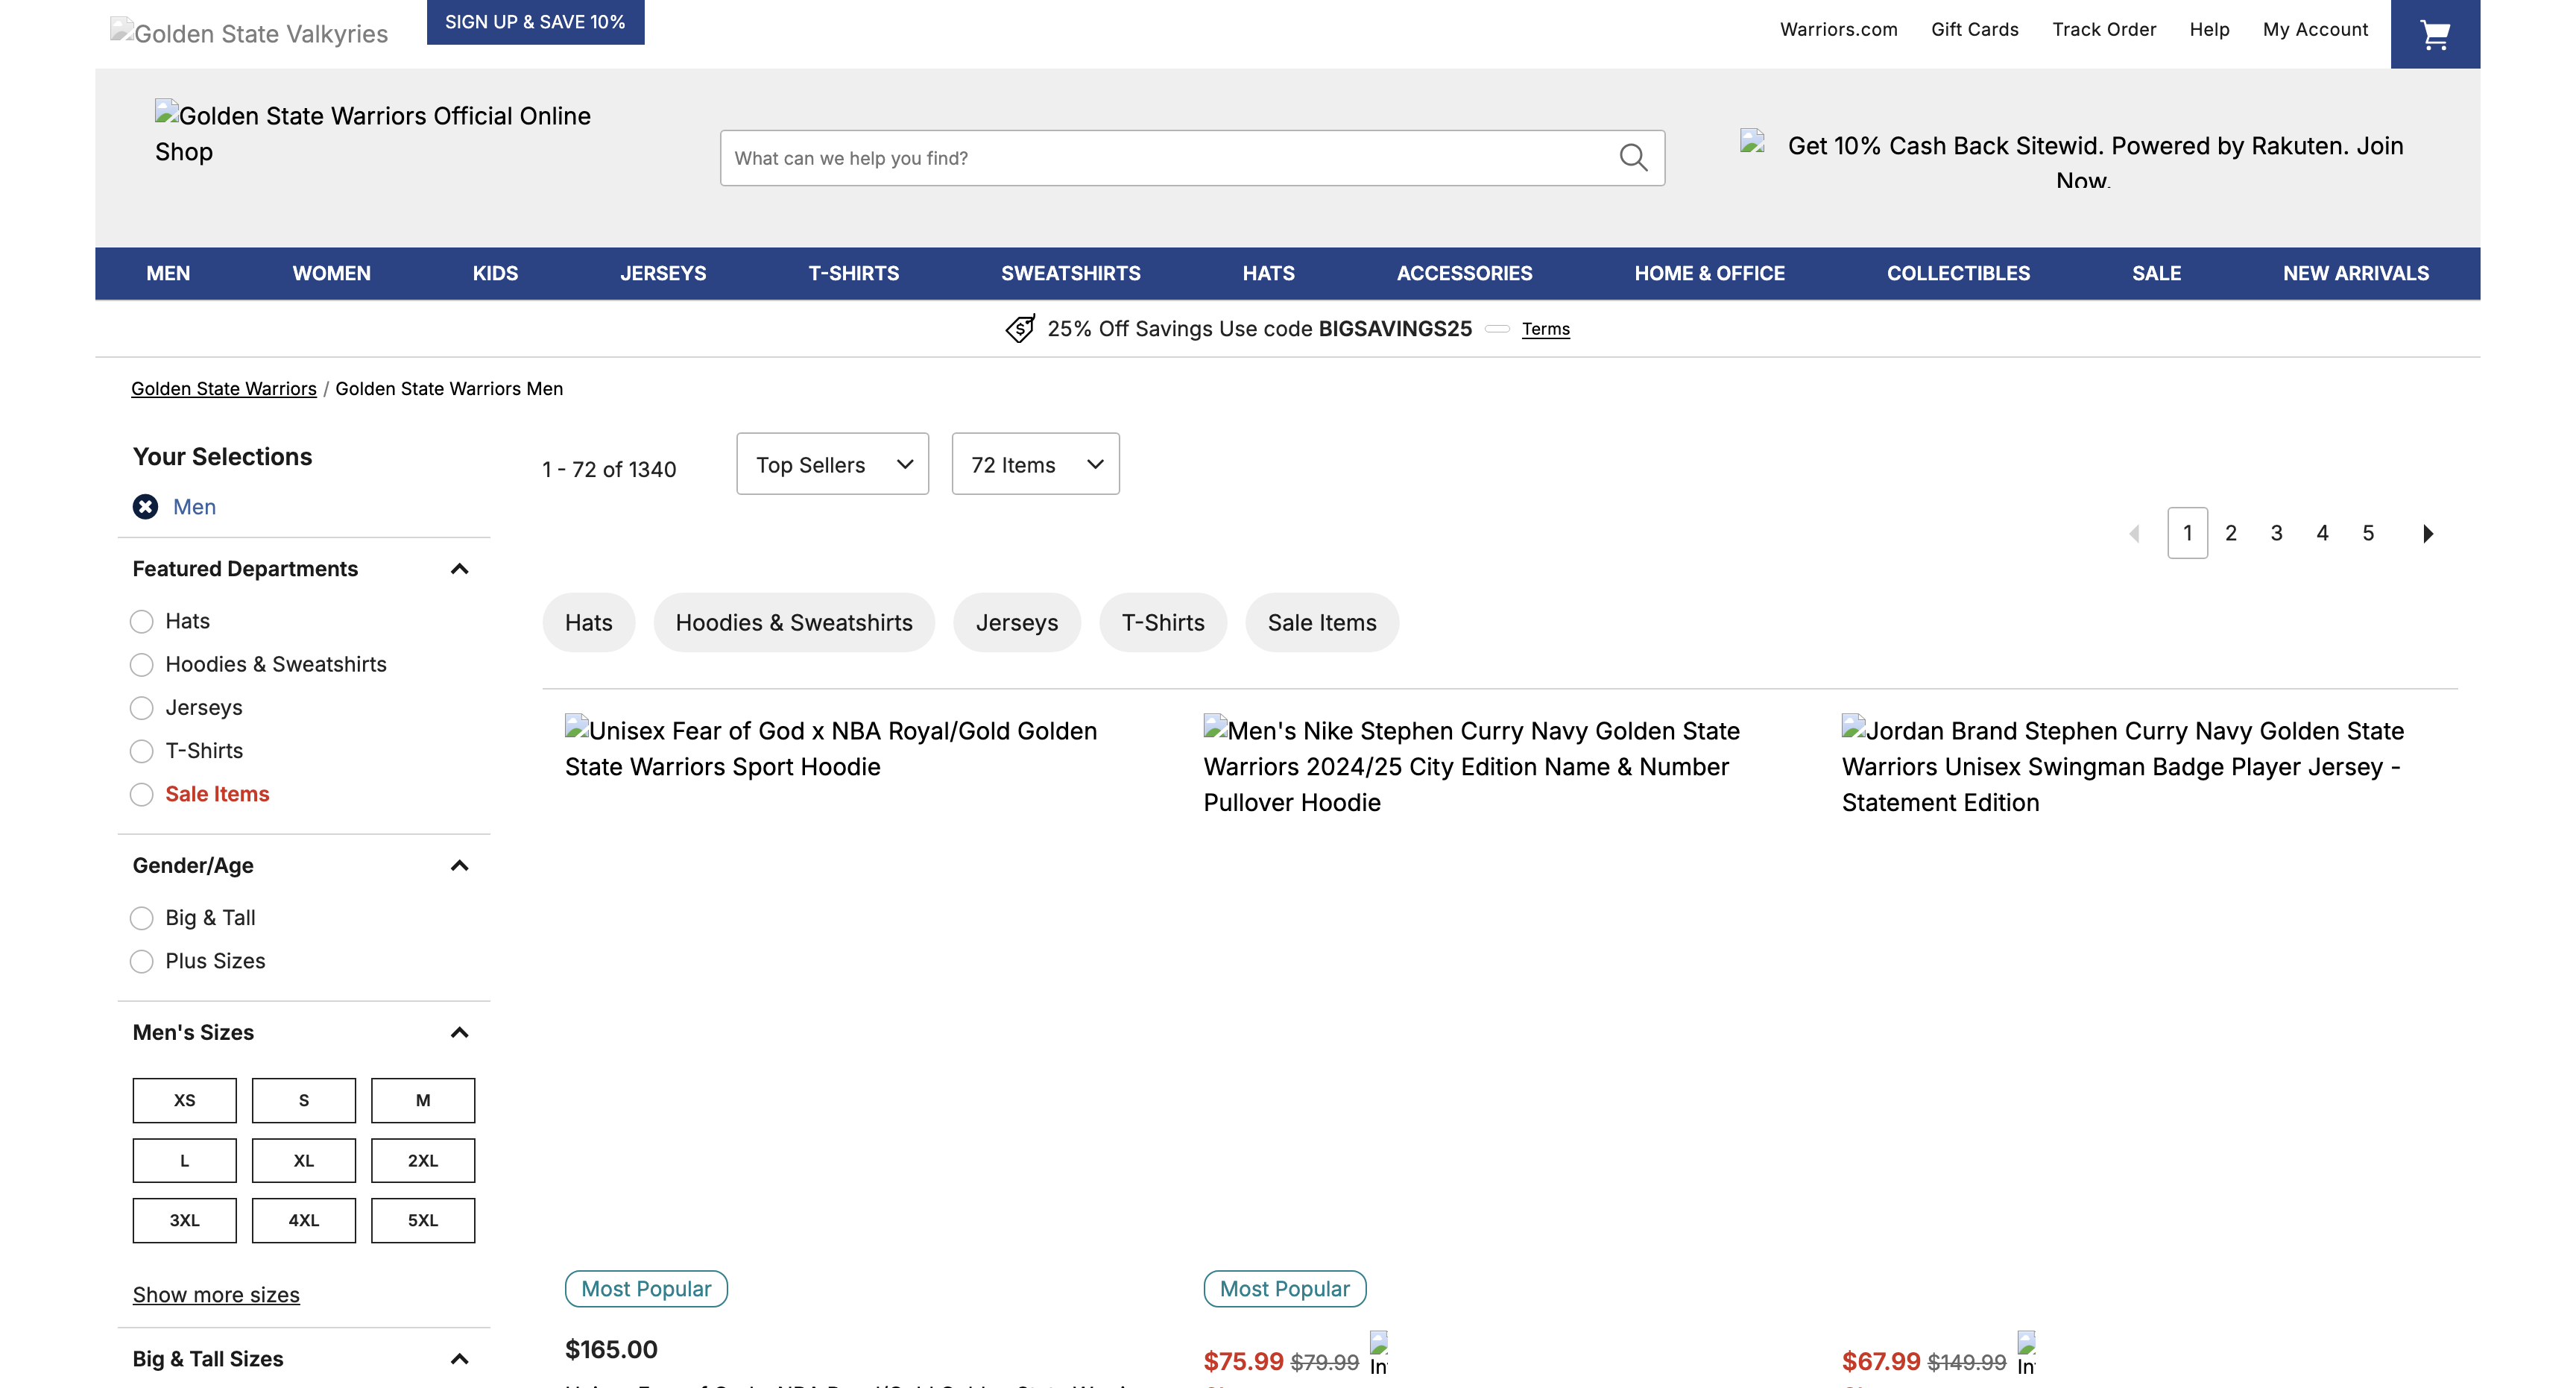 Golden State Valkyries
SIGN UP & SAVE 10%
Warriors.com Gift Cards Track Order Help My Account
Golden State Warriors Official Online
Shop
What can we help you find?
Get 10% Cash Back Sitewid. Powered by Rakuten. Join
Now.
MEN WOMEN KIDS JERSEYS T-SHIRTS SWEATSHIRTS HATS ACCESSORIES HOME & OFFICE COLLECTIBLES SALE NEW ARRIVALS
25% Off Savings Use code BIGSAVINGS25 Terms
Golden State Warriors / Golden State Warriors Men
Your Selections
Men
Featured Departments
Hats
Hoodies & Sweatshirts
Jerseys
T-Shirts
Sale Items
Gender/Age
Big & Tall
Plus Sizes
Men's Sizes
XS S M
L XL 2XL
3XL 4XL 5XL
Show more sizes
Big & Tall Sizes
1 - 72 of 1340
Top Sellers
72 Items
1 2 3 4 5
Hats Hoodies & Sweatshirts Jerseys T-Shirts Sale Items
Unisex Fear of God x NBA Royal/Gold Golden
State Warriors Sport Hoodie
Most Popular
$165.00
Men's Nike Stephen Curry Navy Golden State
Warriors 2024/25 City Edition Name & Number
Pullover Hoodie
Most Popular
$75.99 $79.99
Jordan Brand Stephen Curry Navy Golden State
Warriors Unisex Swingman Badge Player Jersey -
Statement Edition
$67.99 $149.99